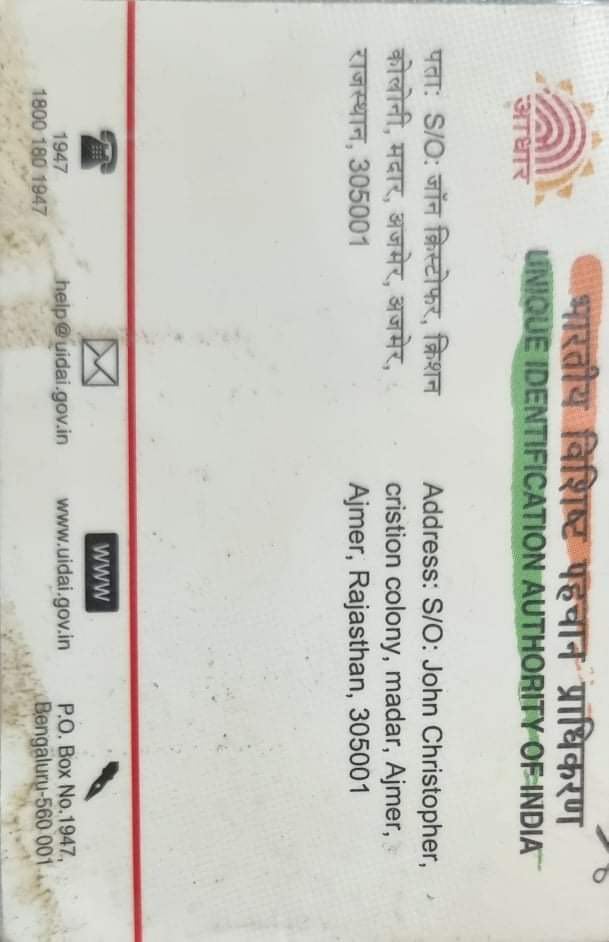 भारतीय विशिष्ट पहचान प्राधिकरण
UNIQUE IDENTIFICATION AUTHORITY OF INDIA
आधार
पता: S/O: जॉन क्रिस्टोफर, क्रिशन
कोलोनी, मदार, अजमेर, अजमेर,
राजस्थान, 305001
Address: S/O: John Christopher,
cristion colony, madar, Ajmer,
Ajmer, Rajasthan, 305001
1947
1800 180 1947
help@uidai.gov.in
WWW
www.uidai.gov.in
P.O. Box No.1947,
Bengaluru-560 001